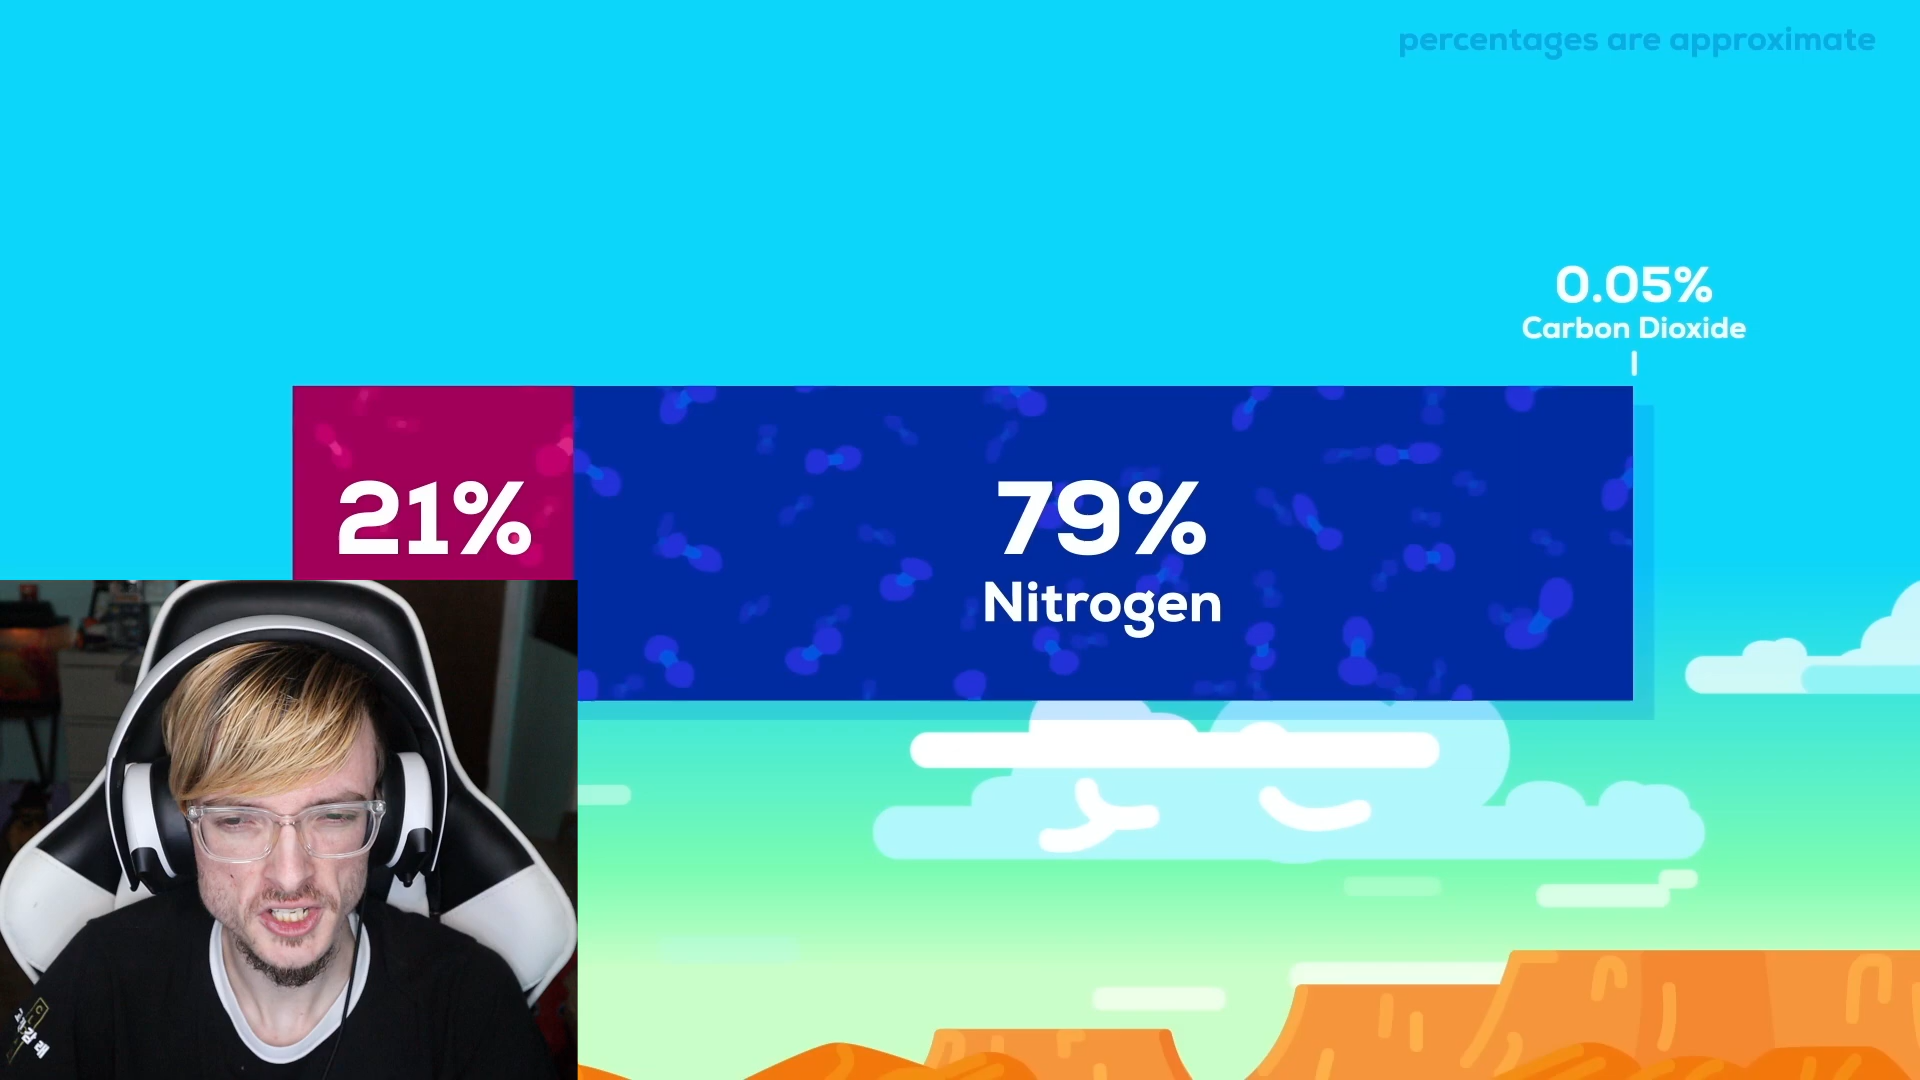 percentages are approximate
0.05%
Carbon Dioxide
21%
79%
Nitrogen